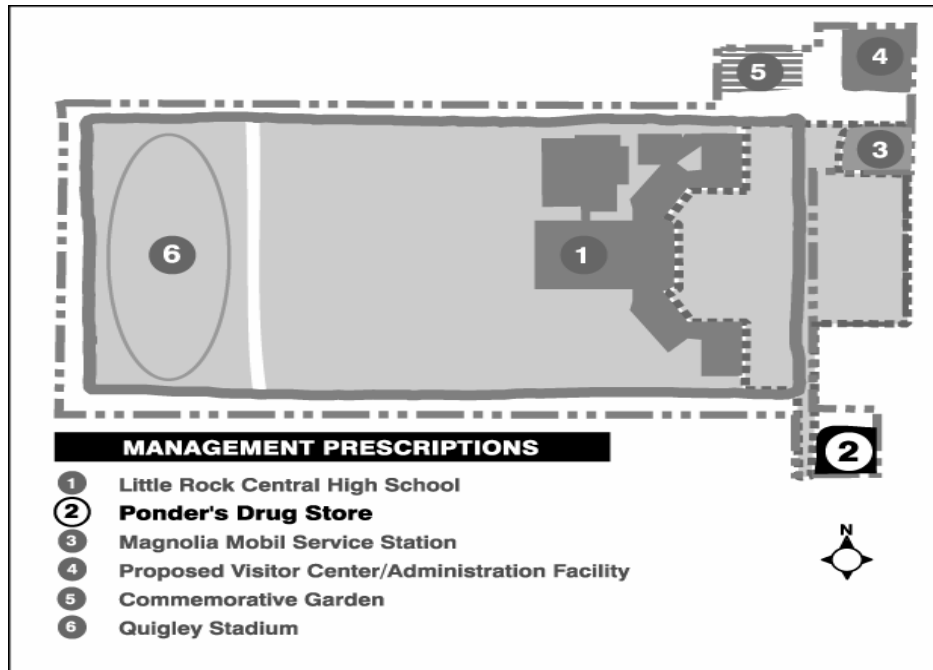 4
5
3
6
1
2
MANAGEMENT PRESCRIPTIONS
1 Little Rock Central High School
2 Ponder's Drug Store
3 Magnolia Mobil Service Station
4 Proposed Visitor Center/Administration Facility
5 Commemorative Garden
6 Quigley Stadium
N